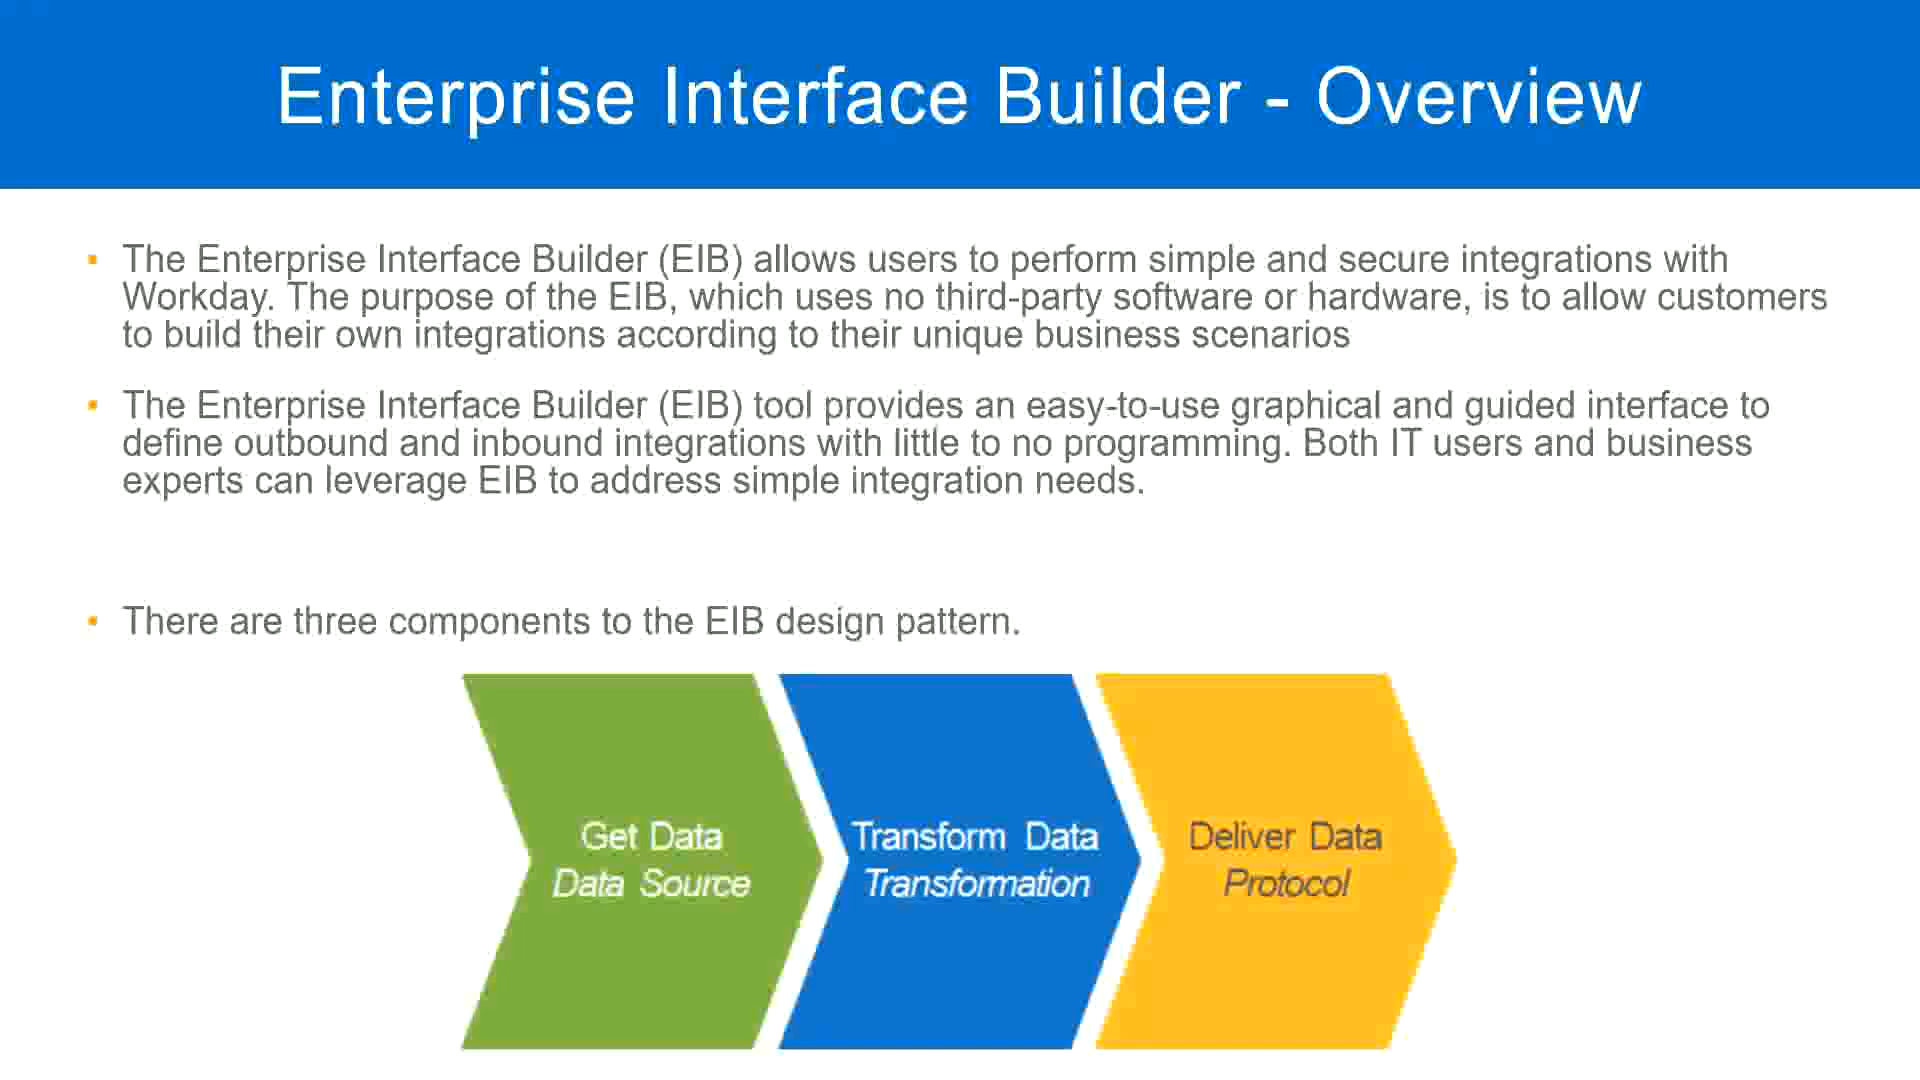 Enterprise Interface Builder - Overview
▪ The Enterprise Interface Builder (EIB) allows users to perform simple and secure integrations with
Workday. The purpose of the EIB, which uses no third-party software or hardware, is to allow customers
to build their own integrations according to their unique business scenarios
▪ The Enterprise Interface Builder (EIB) tool provides an easy-to-use graphical and guided interface to
define outbound and inbound integrations with little to no programming. Both IT users and business
experts can leverage EIB to address simple integration needs.
▪ There are three components to the EIB design pattern.
Get Data
Data Source
Transform Data
Transformation
Deliver Data
Protocol